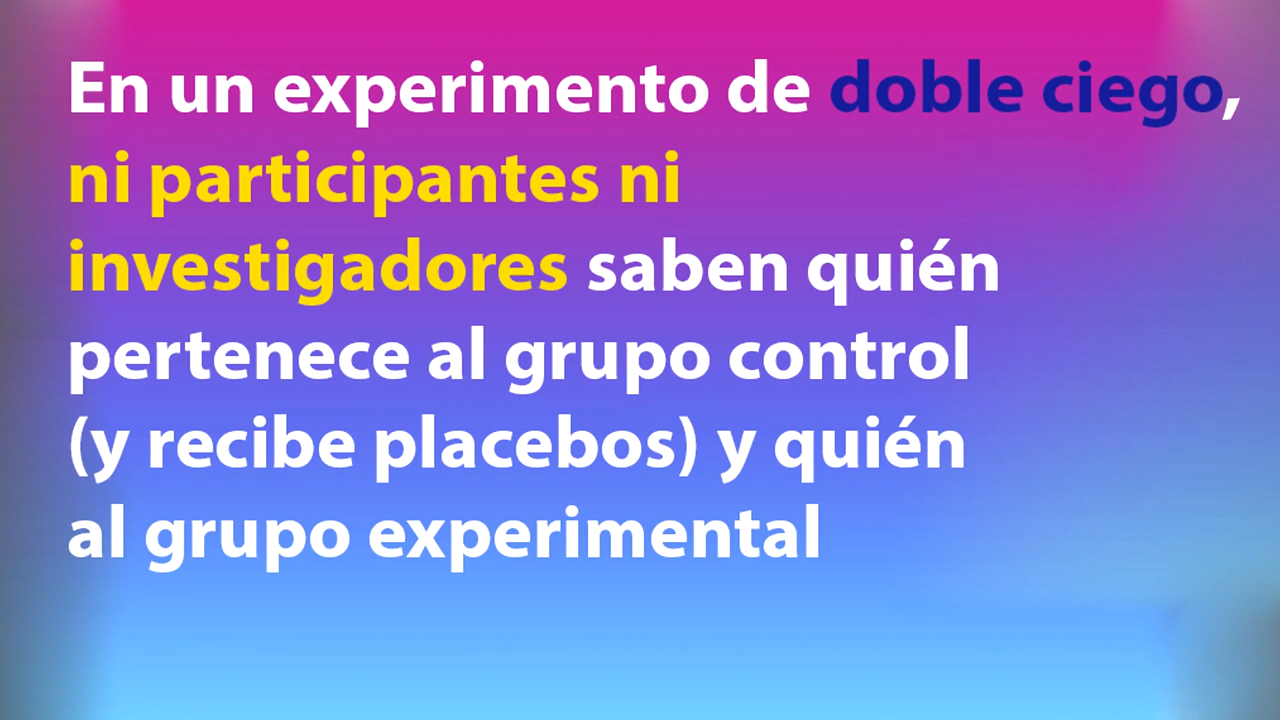 En un experimento de doble ciego,
ni participantes ni
investigadores saben quién
pertenece al grupo control
(y recibe placebos) y quién
al grupo experimental